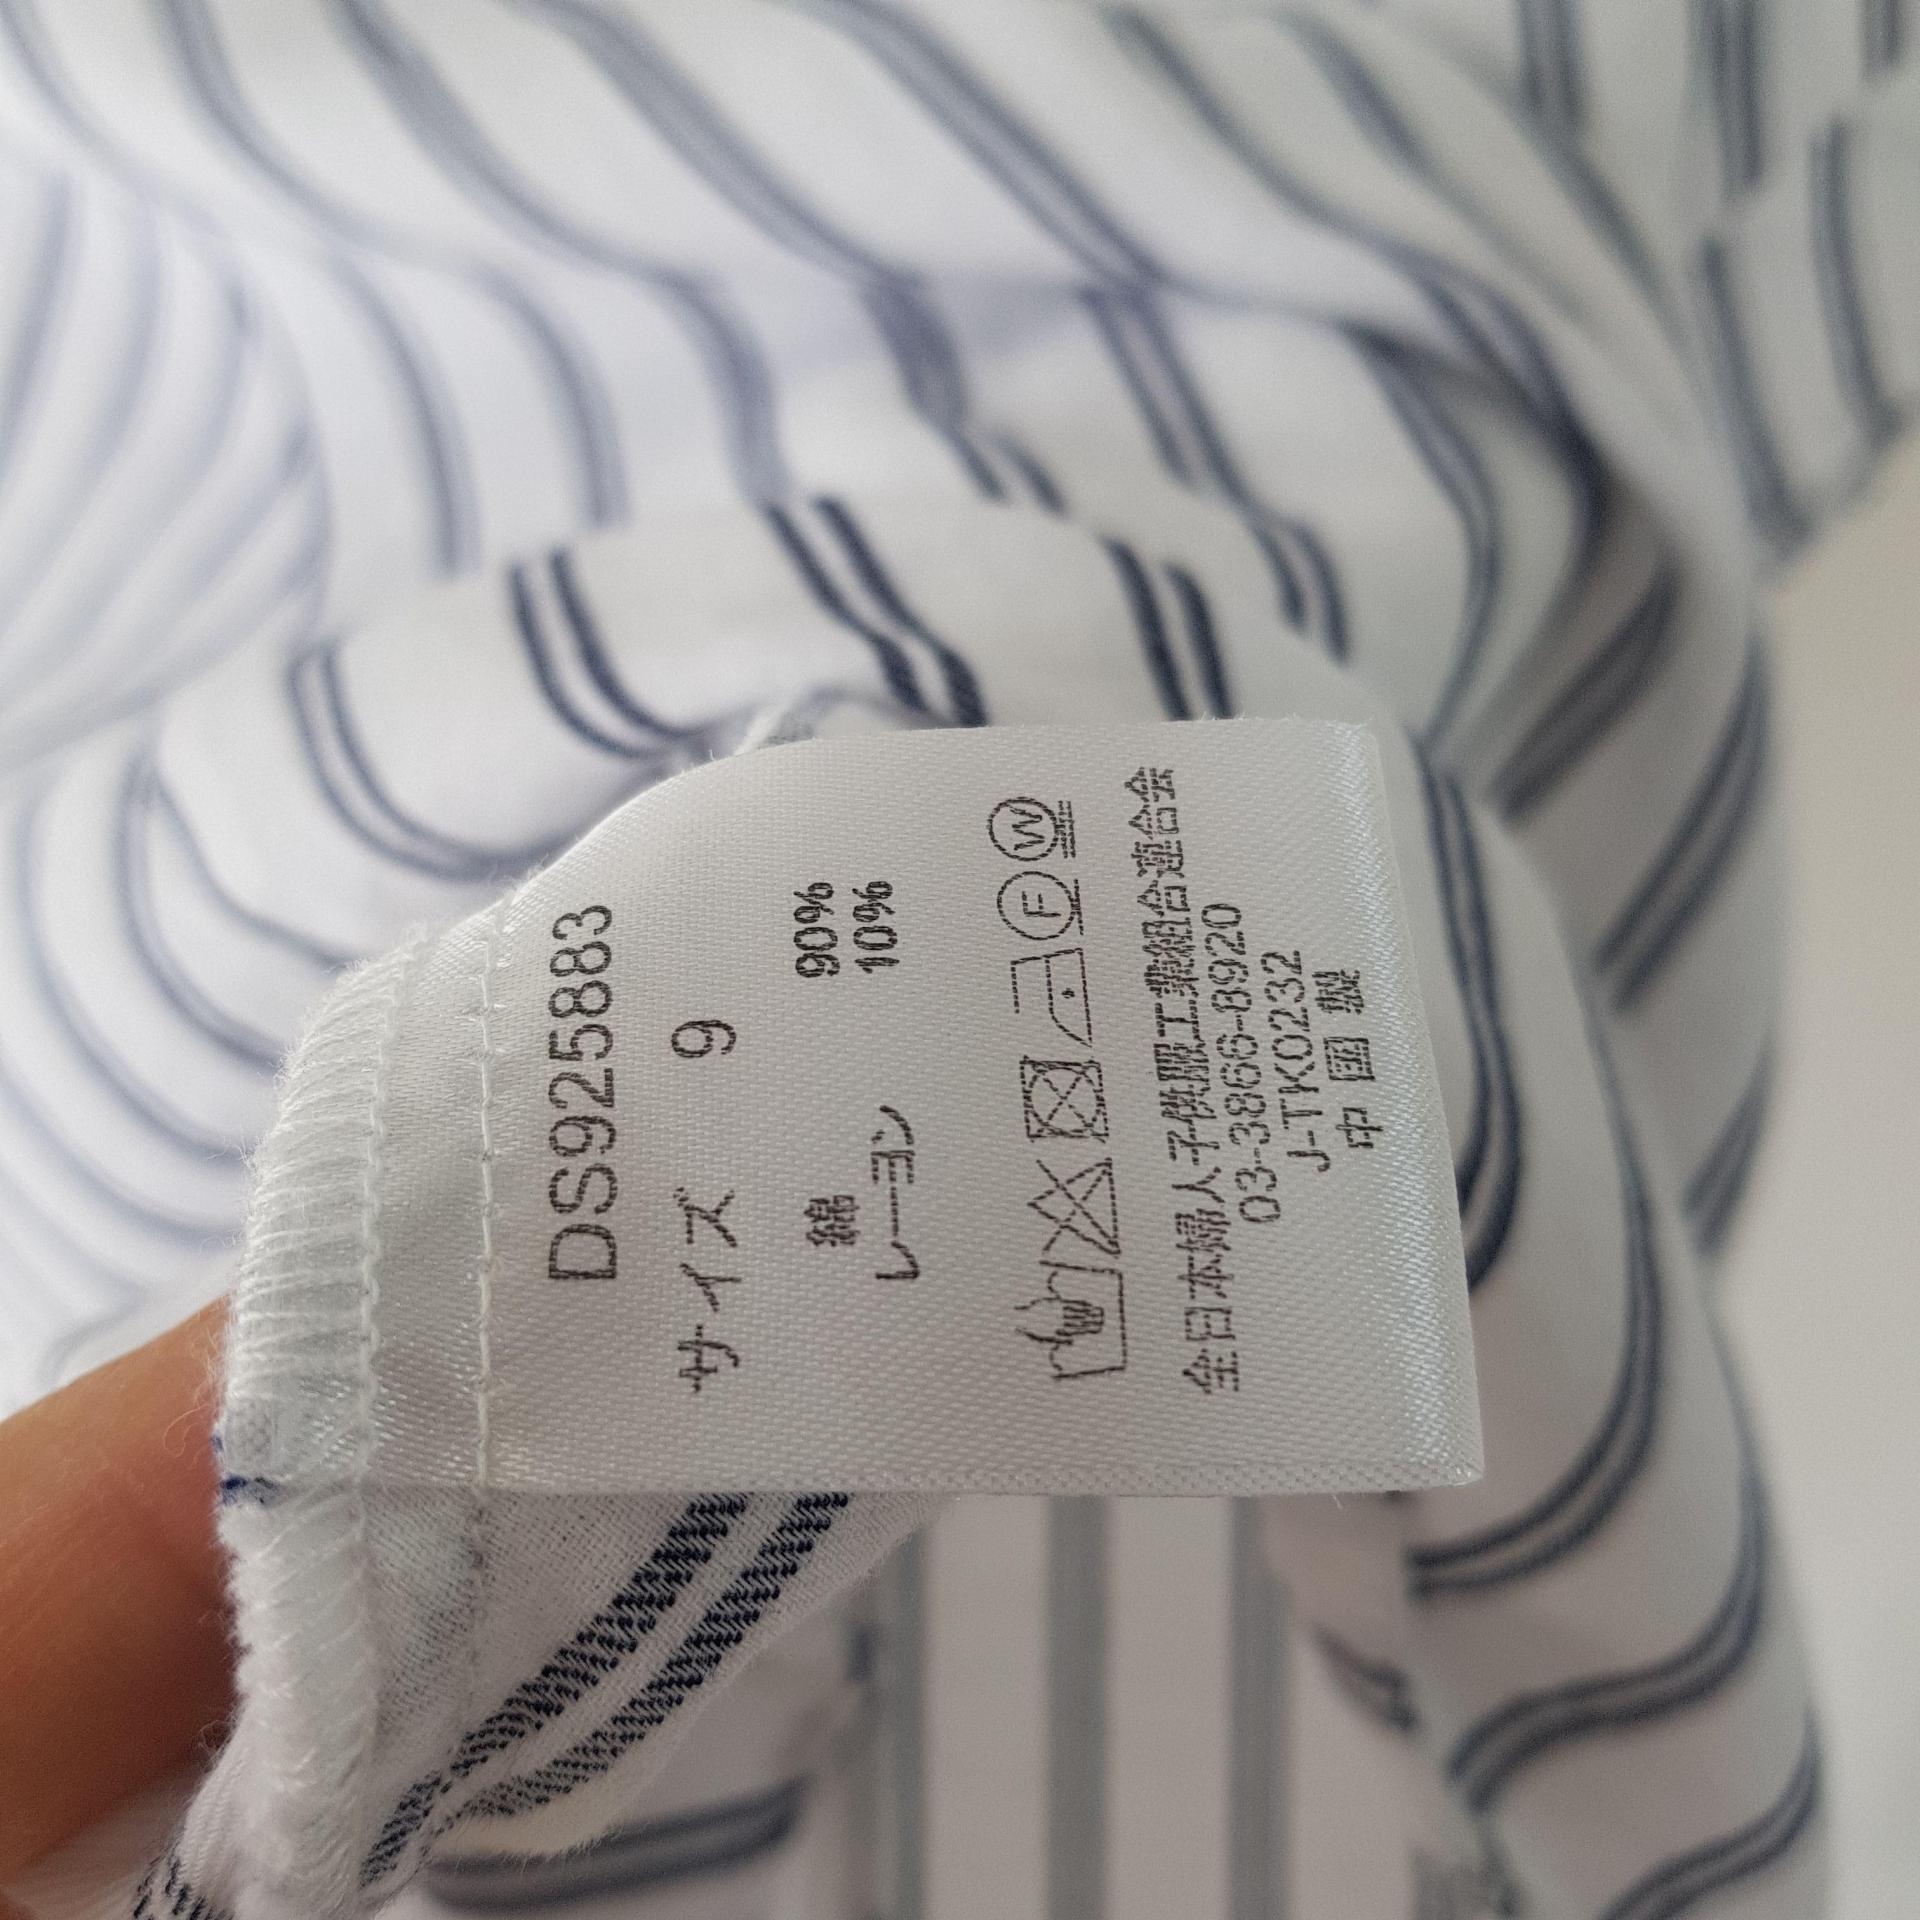 DS925883
サイズ 9
綿 90%
レーヨン 10%
F W
全日本婦人子供服工業組合連合会
03-3866-8920
J-TK0232
中国製